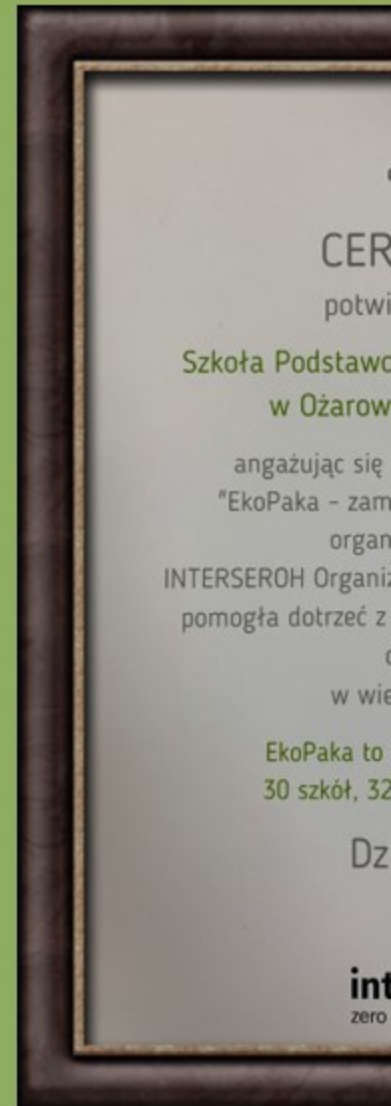 CER
potwi
Szkoła Podstawo
w Ożarow
angażując się
"EkoPaka - zam
organ
INTERSEROH Organiz
pomogła dotrzeć z
w wie
EkoPaka to
30 szkół, 32
Dz
int
zero